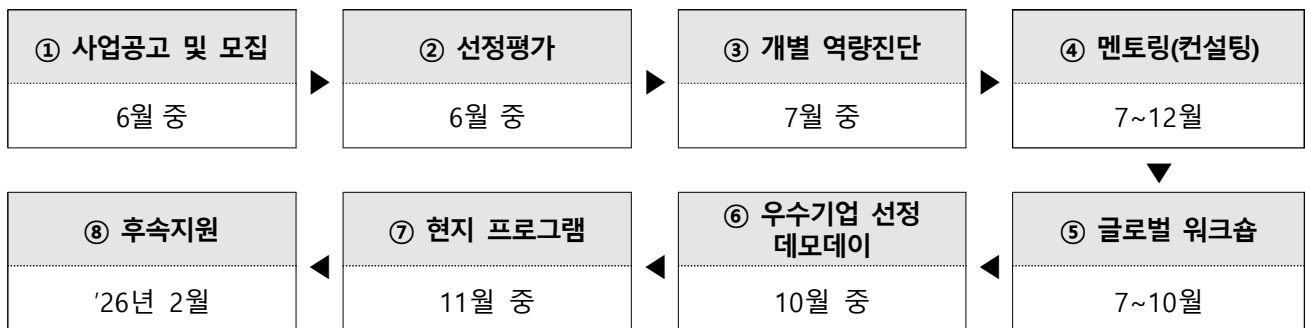 ① 사업공고 및 모집
6월 중
② 선정평가
6월 중
③ 개별 역량진단
7월 중
④ 멘토링(컨설팅)
7~12월
⑤ 글로벌 워크숍
7~10월
⑥ 우수기업 선정
데모데이
10월 중
⑦ 현지 프로그램
11월 중
⑧ 후속지원
’26년 2월